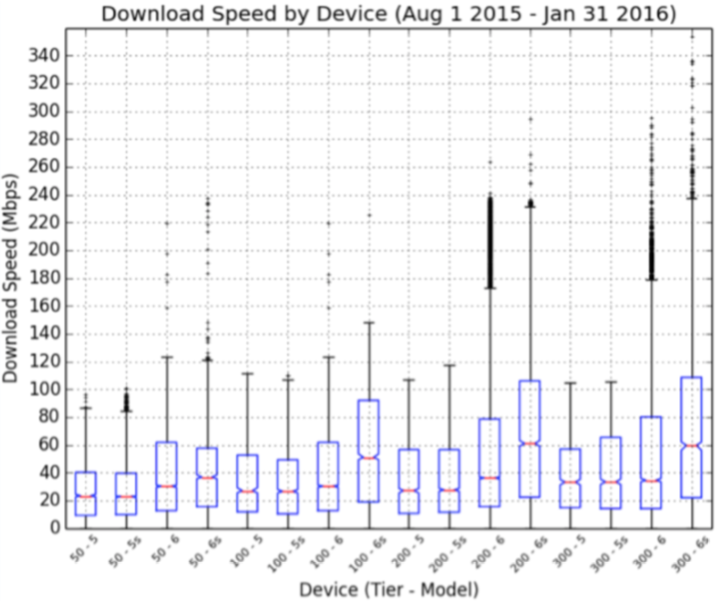 Download Speed by Device (Aug 1 2015 - Jan 31 2016)
Download Speed (Mbps)
340
320
300
280
260
240
220
200
180
160
140
120
100
80
60
40
20
0
50 - 5
50 - 5s
50 - 6
50 - 6s
100 - 5
100 - 5s
100 - 6
100 - 6s
200 - 5
200 - 5s
200 - 6
200 - 6s
300 - 5
300 - 5s
300 - 6
300 - 6s
Device (Tier - Model)